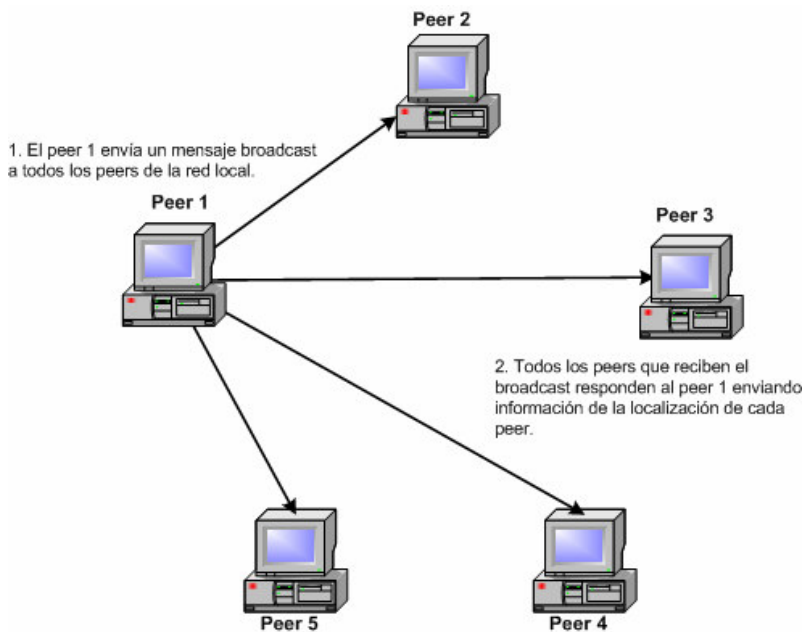 Peer 2
1. El peer 1 envía un mensaje broadcast
a todos los peers de la red local.
Peer 1
Peer 3
2. Todos los peers que reciben el
broadcast responden al peer 1 enviando
información de la localización de cada
peer.
Peer 5
Peer 4